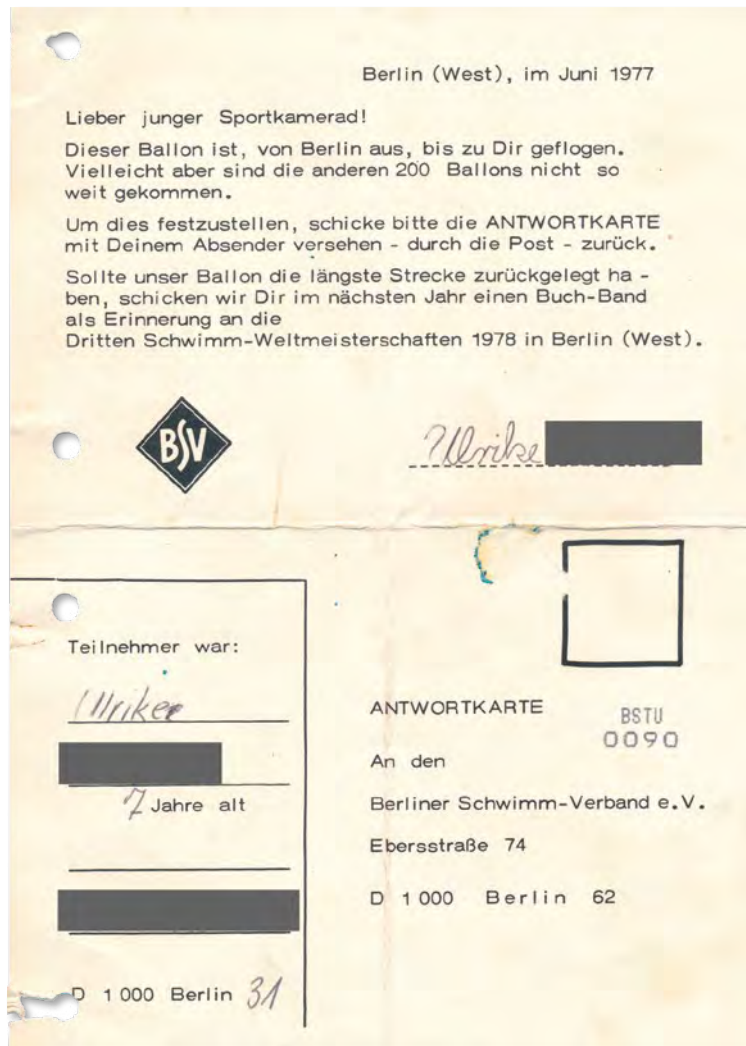 Berlin (West), im Juni 1977
Lieber junger Sportkamerad!
Dieser Ballon ist, von Berlin aus, bis zu Dir geflogen.
Vielleicht aber sind die anderen 200 Ballons nicht so
weit gekommen.
Um dies festzustellen, schicke bitte die ANTWORTKARTE
mit Deinem Absender versehen - durch die Post - zurück.
Sollte unser Ballon die längste Strecke zurückgelegt ha -
ben, schicken wir Dir im nächsten Jahr einen Buch-Band
als Erinnerung an die
Dritten Schwimm-Weltmeisterschaften 1978 in Berlin (West).
BSV
Ulrike
Teilnehmer war:
Ulrike
7 Jahre alt
D 1000 Berlin 31
ANTWORTKARTE
BSTU
0090
An den
Berliner Schwimm-Verband e.V.
Ebersstraße 74
D 1000 Berlin 62